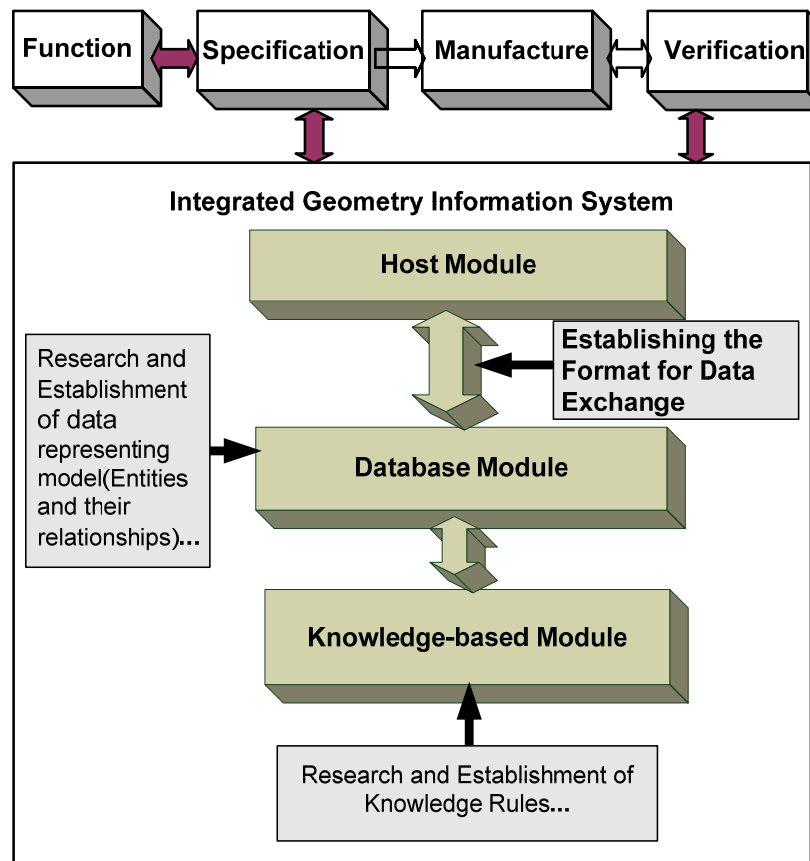 Function
Specification
Manufacture
Verification
Integrated Geometry Information System
Host Module
Establishing the
Format for Data
Exchange
Research and
Establishment
of data
representing
model(Entities
and their
relationships)...
Database Module
Knowledge-based Module
Research and Establishment of
Knowledge Rules...